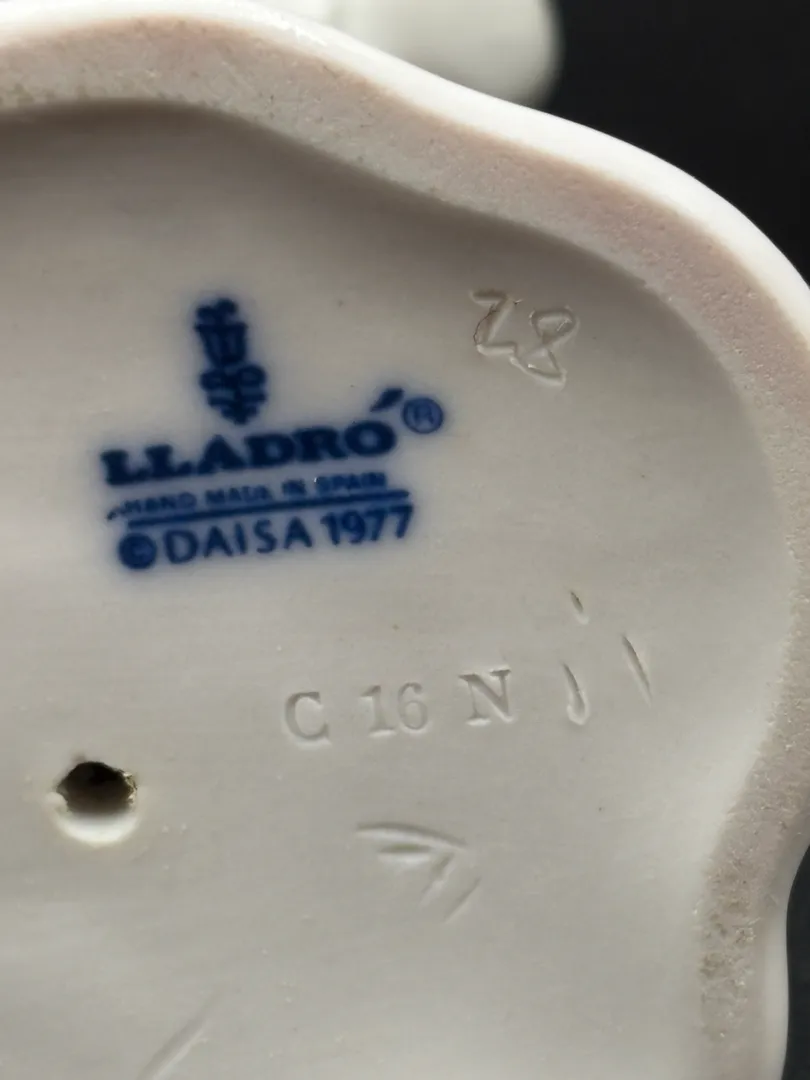 LLADRÓ®
HAND MADE IN SPAIN
© DAISA 1977
C 16 N